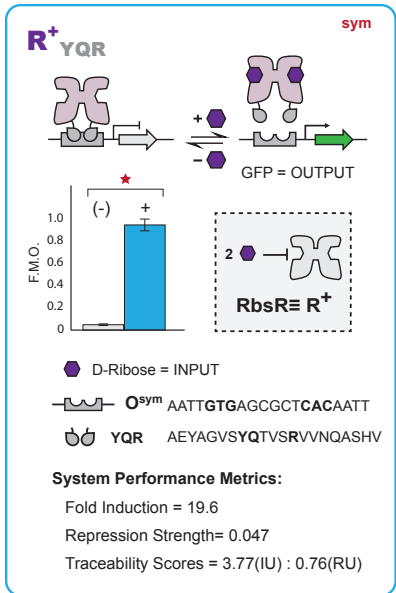 sym
R+ YQR
+
−
GFP = OUTPUT
(-) +
F.M.O.
1.0
0.8
0.6
0.4
0.2
0
2
RbsR≡ R+
D-Ribose = INPUT
Osym AATTGTGAGCGCTCACAATT
YQR AEYAGVSYQTVSRVVNQASHV
System Performance Metrics:
Fold Induction = 19.6
Repression Strength= 0.047
Traceability Scores = 3.77(IU) : 0.76(RU)